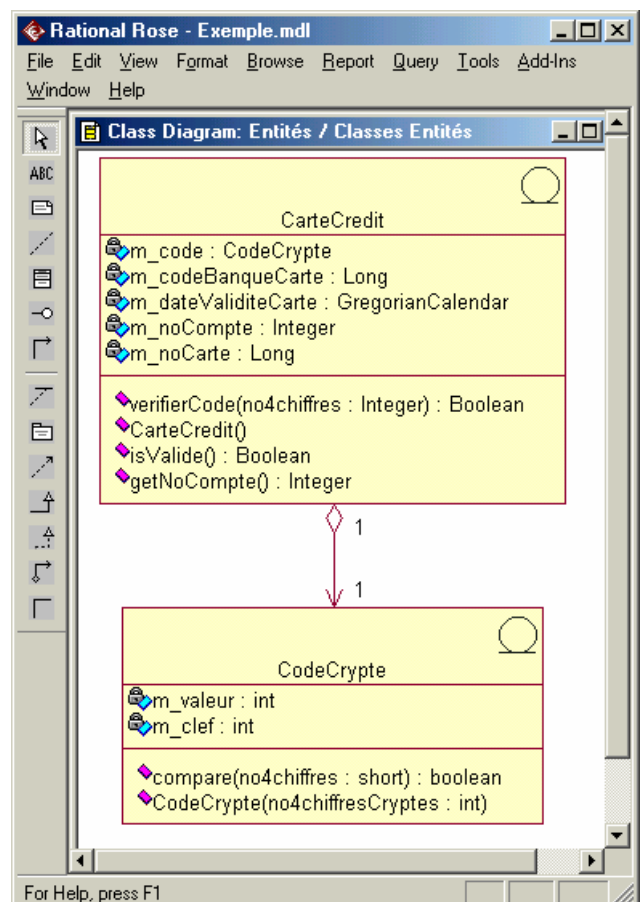 Rational Rose - Exemple.mdl
File Edit View Format Browse Report Query Tools Add-Ins
Window Help
Class Diagram: Entités / Classes Entités
ABC
CarteCredit
m_code : CodeCrypte
m_codeBanqueCarte : Long
m_dateValiditeCarte : GregorianCalendar
m_noCompte : Integer
m_noCarte : Long
verifierCode(no4chiffres : Integer) : Boolean
CarteCredit()
isValide() : Boolean
getNoCompte() : Integer
1
1
CodeCrypte
m_valeur : int
m_clef : int
compare(no4chiffres : short) : boolean
CodeCrypte(no4chiffresCryptes : int)
For Help, press F1